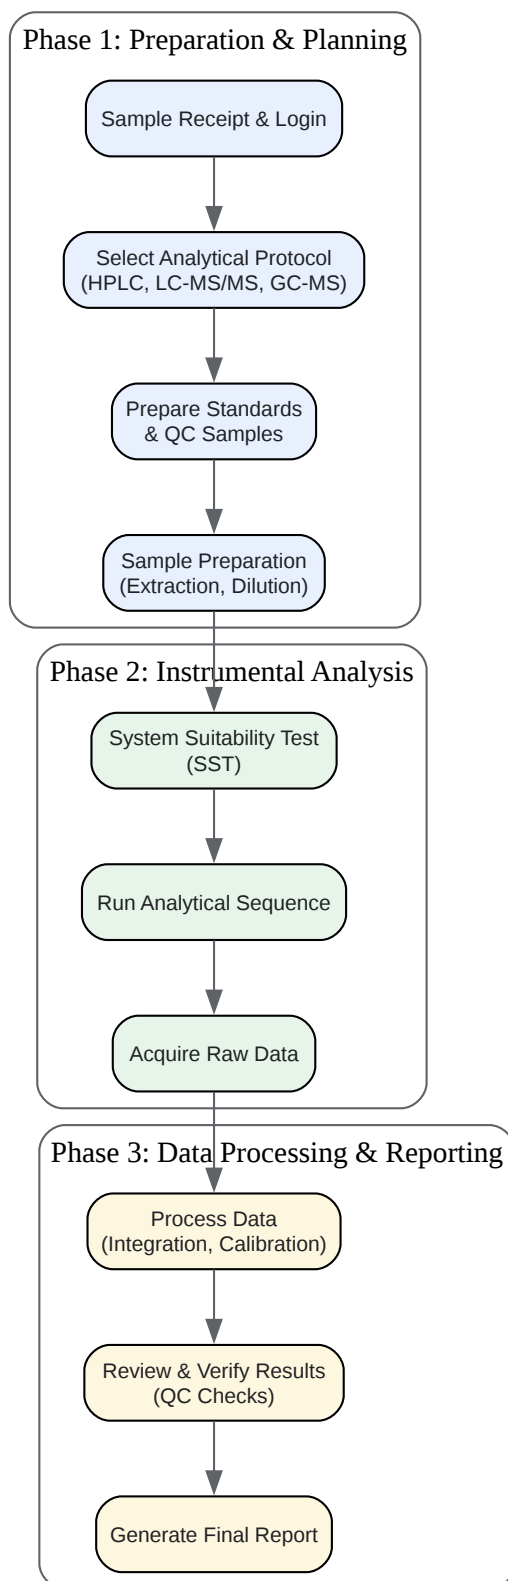 Phase 1: Preparation & Planning
Sample Receipt & Login
Select Analytical Protocol
(HPLC, LC-MS/MS, GC-MS)
Prepare Standards
& QC Samples
Sample Preparation
(Extraction, Dilution)
Phase 2: Instrumental Analysis
System Suitability Test
(SST)
Run Analytical Sequence
Acquire Raw Data
Phase 3: Data Processing & Reporting
Process Data
(Integration, Calibration)
Review & Verify Results
(QC Checks)
Generate Final Report